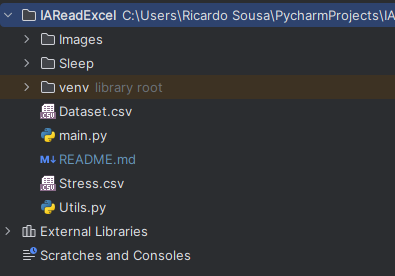 IAReadExcel C:\Users\Ricardo Sousa\PycharmProjects\IA
Images
Sleep
venv library root
Dataset.csv
main.py
M↓ README.md
Stress.csv
Utils.py
External Libraries
Scratches and Consoles